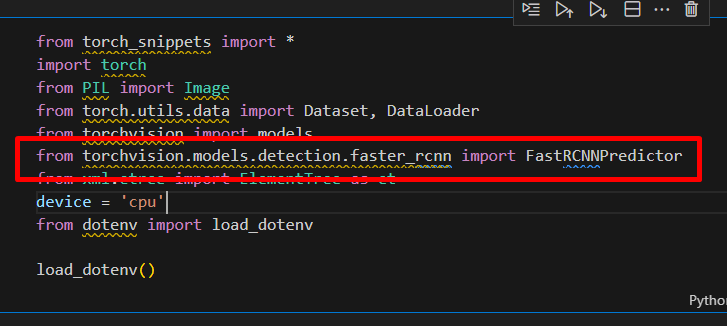 from torch_snippets import *
import torch
from PIL import Image
from torch.utils.data import Dataset, DataLoader
from torchvision import models
from torchvision.models.detection.faster_rcnn import FastRCNNPredictor
from xml.etree import ElementTree as et
device = 'cpu'
from dotenv import load_dotenv
load_dotenv()
Pytho